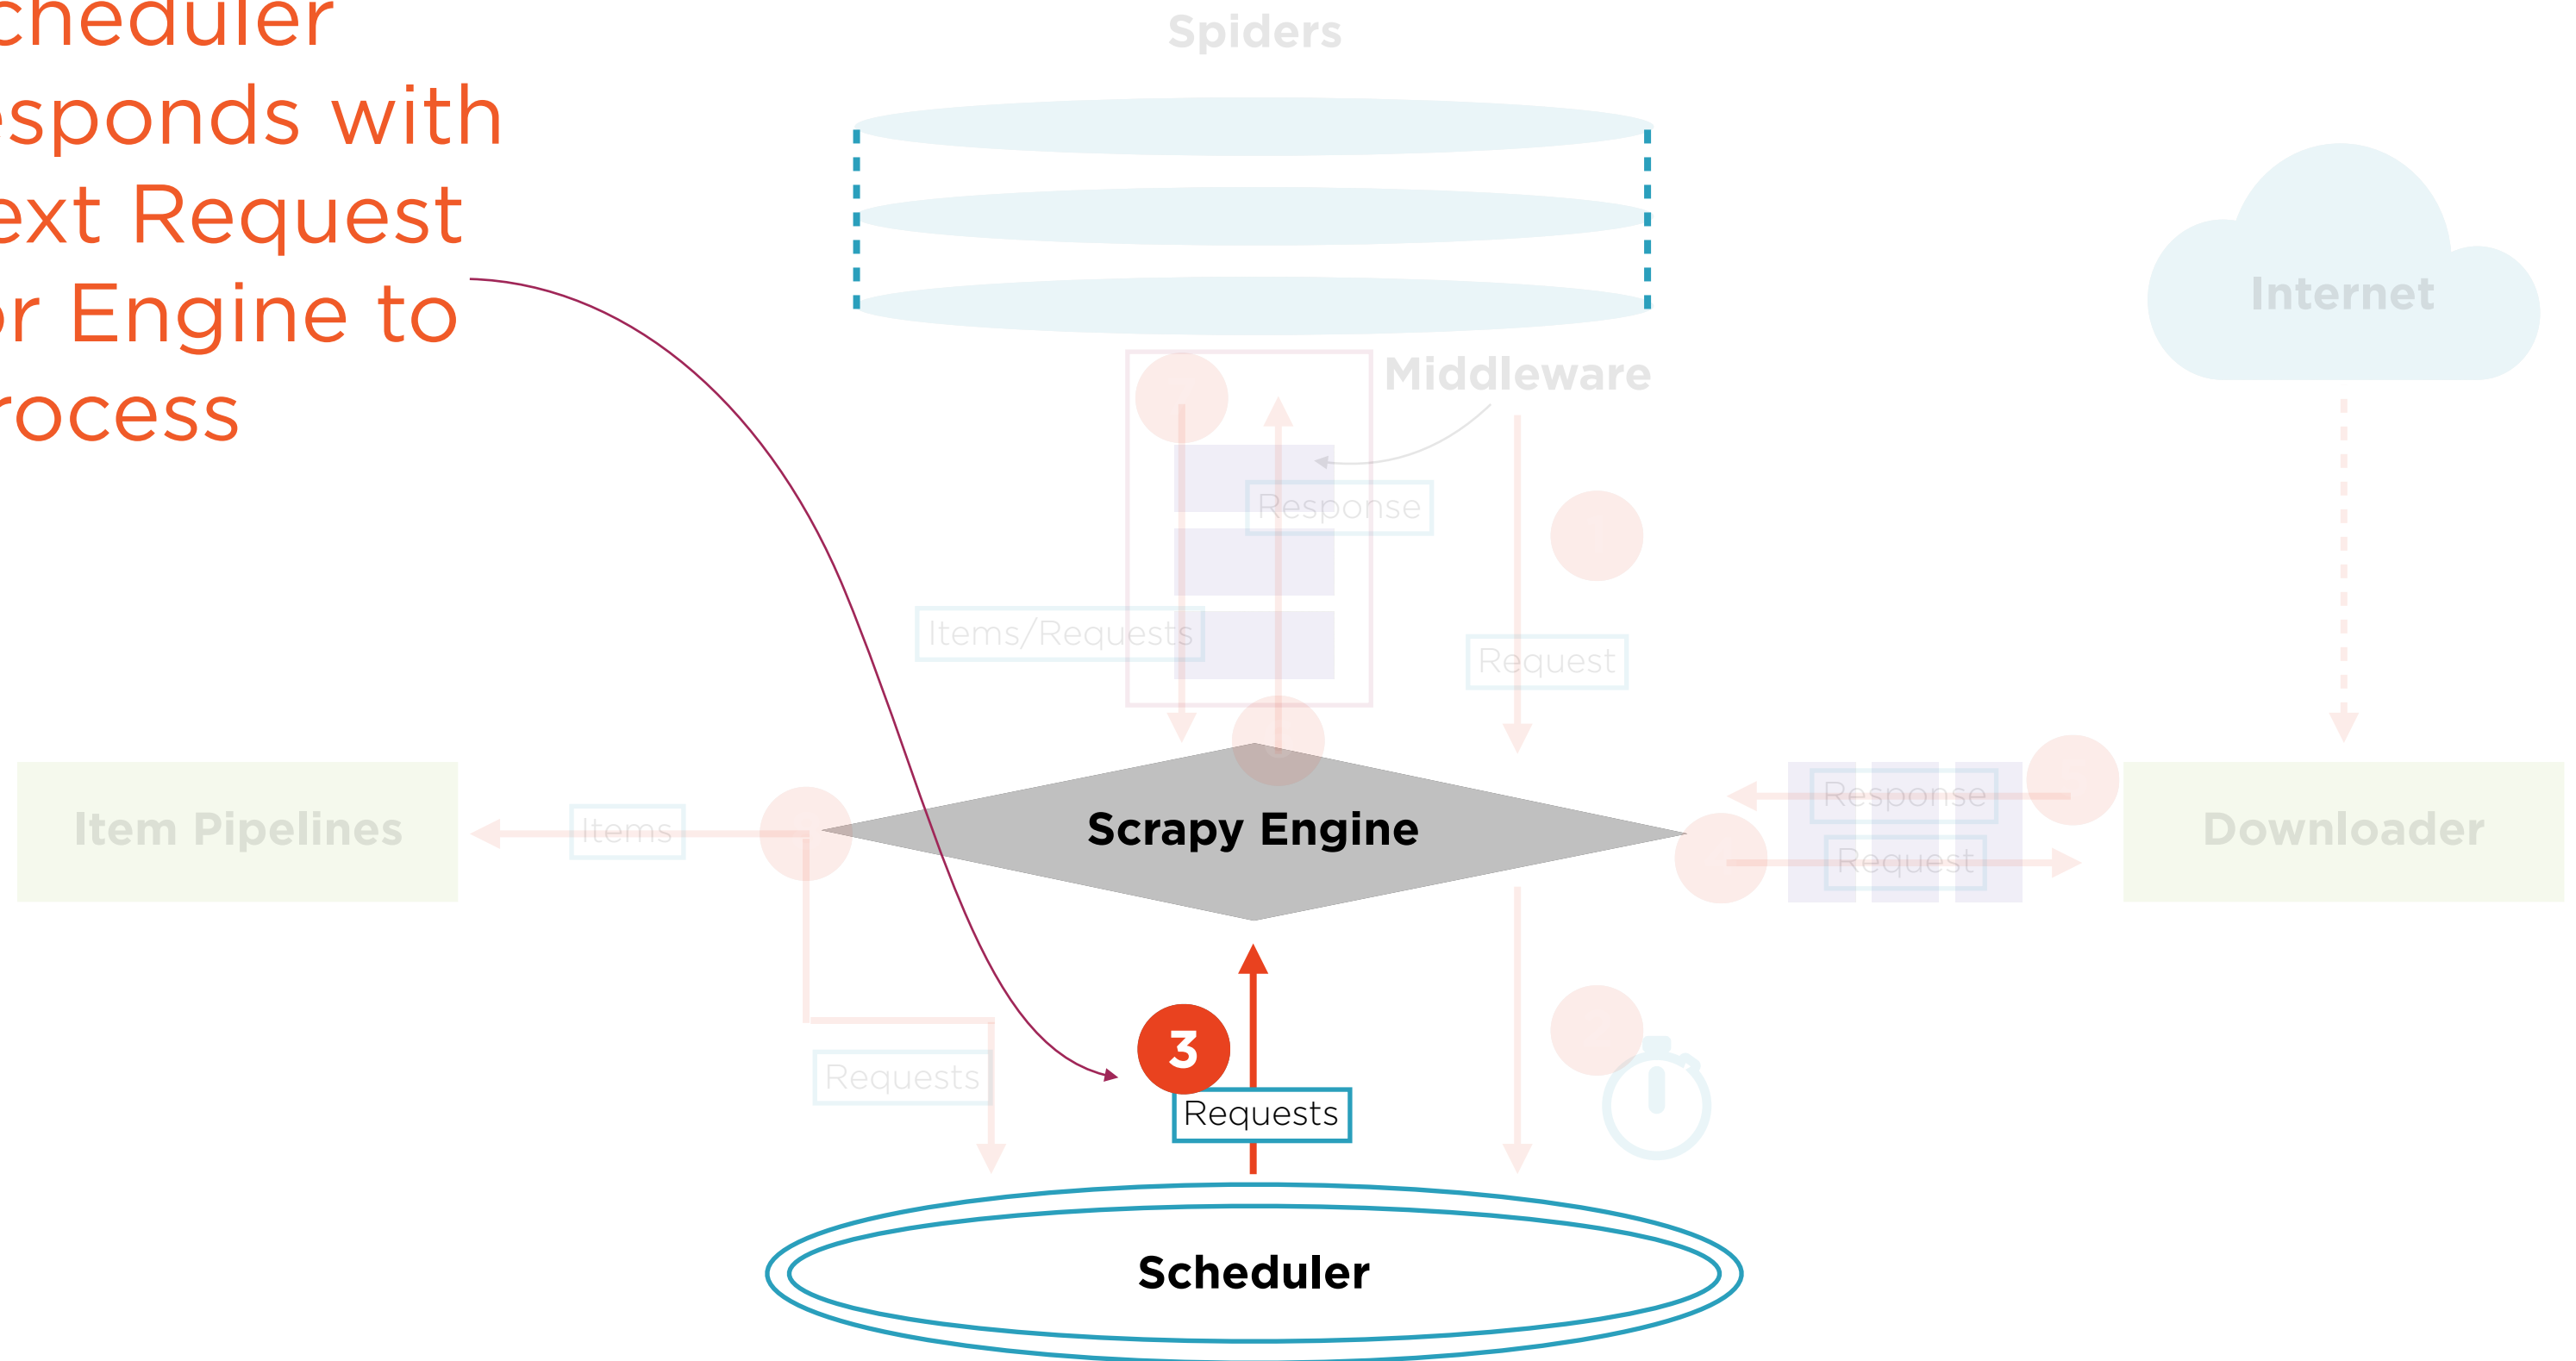 cheduler
esponds with
ext Request
or Engine to
rocess
Spiders
Internet
Middleware
Response
Items/Requests
Request
Item Pipelines
Items
Scrapy Engine
Response
Request
Downloader
3
Requests
Requests
Scheduler